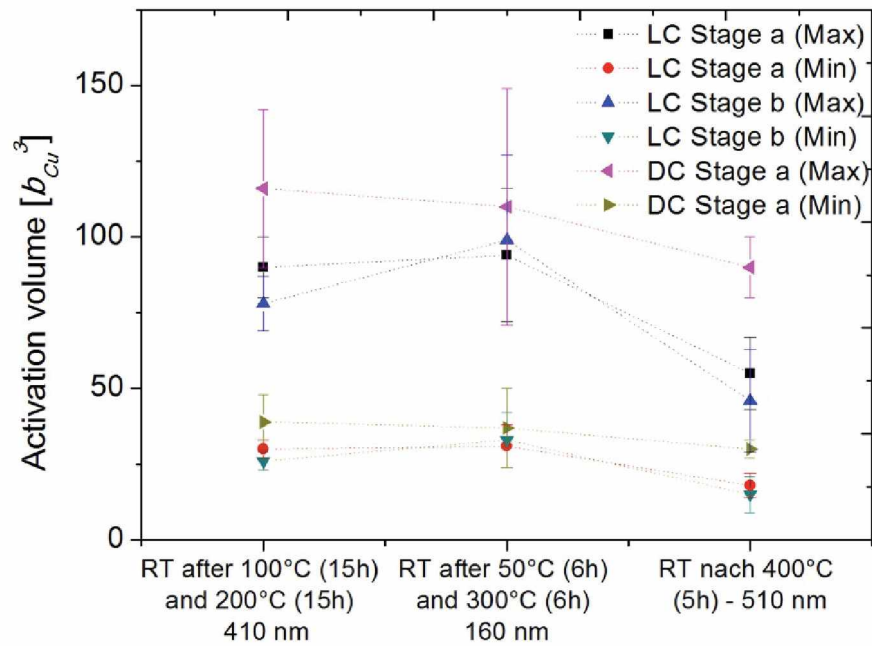 LC Stage a (Max)
LC Stage a (Min)
LC Stage b (Max)
LC Stage b (Min)
DC Stage a (Max)
DC Stage a (Min)
Activation volume [b_Cu^3]
150
100
50
0
RT after 100°C (15h)
and 200°C (15h)
410 nm
RT after 50°C (6h)
and 300°C (6h)
160 nm
RT nach 400°C
(5h) - 510 nm